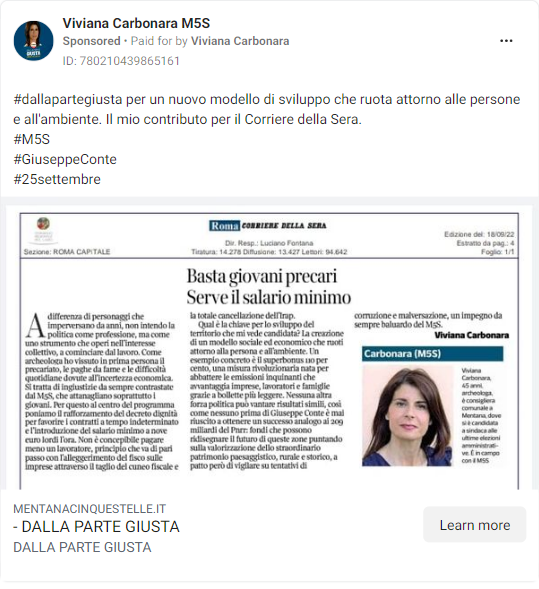 Viviana Carbonara M5S
Sponsored • Paid for by Viviana Carbonara
ID: 780210439865161
#dallapartegiusta per un nuovo modello di sviluppo che ruota attorno alle persone
e all'ambiente. Il mio contributo per il Corriere della Sera.
#M5S
#GiuseppeConte
#25settembre
Roma CORRIERE DELLA SERA
Dir. Resp.: Luciano Fontana
Sezione: ROMA CAPITALE
Tiratura: 14.278 Diffusione: 13.427 Lettori: 94.642
Edizione del: 18/09/22
Estratto da pag.: 4
Foglio: 1/1
Basta giovani precari
Serve il salario minimo
A differenza di personaggi che
imperversano da anni, non intendo la
politica come professione, ma come
uno strumento che operi nell'interesse
collettivo, a cominciare dal lavoro. Come
archeologa ho vissuto in prima persona il
precariato, le paghe da fame e le difficoltà
quotidiane dovute all'incertezza economica.
Si tratta di ingiustizie da sempre contrastate
dal M5S, che attanagliano soprattutto i
giovani. Per questo al centro del programma
poniamo il rafforzamento del decreto dignità
per favorire i contratti a tempo indeterminato
e l'introduzione del salario minimo a nove
euro lordi l'ora. Non è concepibile pagare
meno un lavoratore, principio che va di pari
passo con l'alleggerimento del fisco sulle
imprese attraverso il taglio del cuneo fiscale e
la totale cancellazione dell'Irap.
Qual è la chiave per lo sviluppo del
territorio che mi vede candidata? La creazione
di un modello sociale ed economico che ruoti
attorno alla persona e all'ambiente. Un
esempio concreto è il superbonus 110 per
cento, una misura rivoluzionaria nata per
abbattere le emissioni inquinanti che
avvantaggia imprese, lavoratori e famiglie
grazie a bollette più leggere. Nessuna altra
forza politica può vantare risultati simili, così
come nessuno prima di Giuseppe Conte è mai
riuscito a ottenere un successo analogo ai 209
miliardi del Pnrr: fondi che possono
ridisegnare il futuro di queste zone puntando
sulla valorizzazione dello straordinario
patrimonio paesaggistico, rurale e storico, a
patto però di vigilare su tentativi di
corruzione e malversazione, un impegno da
sempre baluardo del M5S.
Viviana Carbonara
Carbonara (M5S)
Viviana
Carbonara,
45 anni,
archeologa,
è consigliera
comunale a
Mentana, dove
si è candidata
a sindaca alle
ultime elezioni
amministrati-
ve. È in campo
con il M5S
MENTANACINQUESTELLE.IT
- DALLA PARTE GIUSTA
DALLA PARTE GIUSTA
Learn more